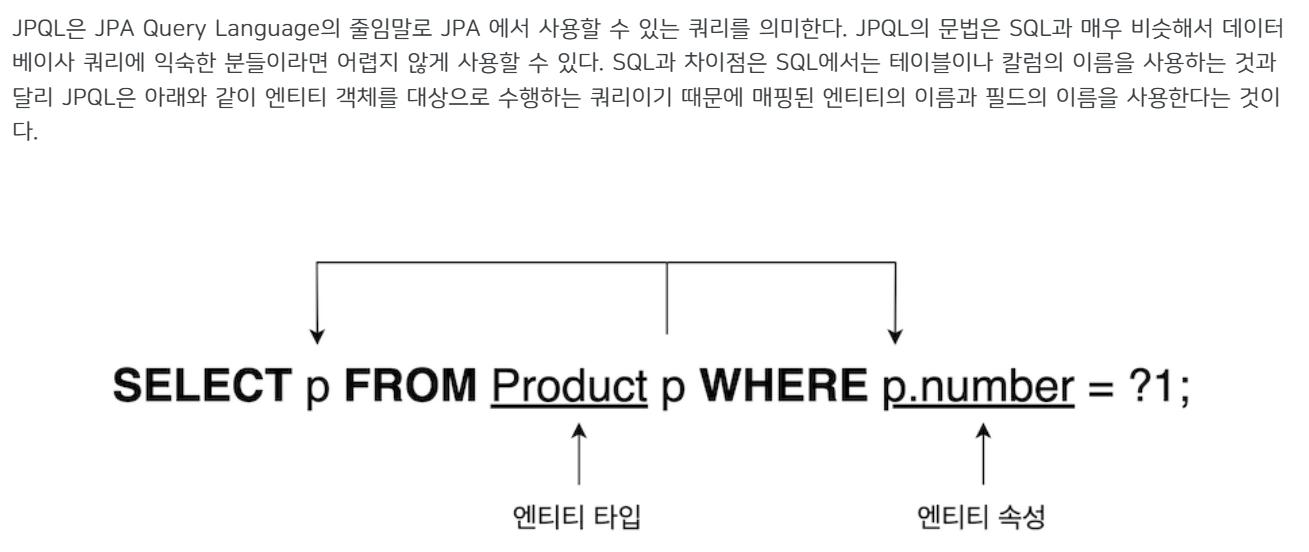 JPQL은 JPA Query Language의 줄임말로 JPA 에서 사용할 수 있는 쿼리를 의미한다. JPQL의 문법은 SQL과 매우 비슷해서 데이터
베이사 쿼리에 익숙한 분들이라면 어렵지 않게 사용할 수 있다. SQL과 차이점은 SQL에서는 테이블이나 칼럼의 이름을 사용하는 것과
달리 JPQL은 아래와 같이 엔티티 객체를 대상으로 수행하는 쿼리이기 때문에 매핑된 엔티티의 이름과 필드의 이름을 사용한다는 것이
다.
SELECT p FROM Product p WHERE p.number = ?1;
엔티티 타입 엔티티 속성